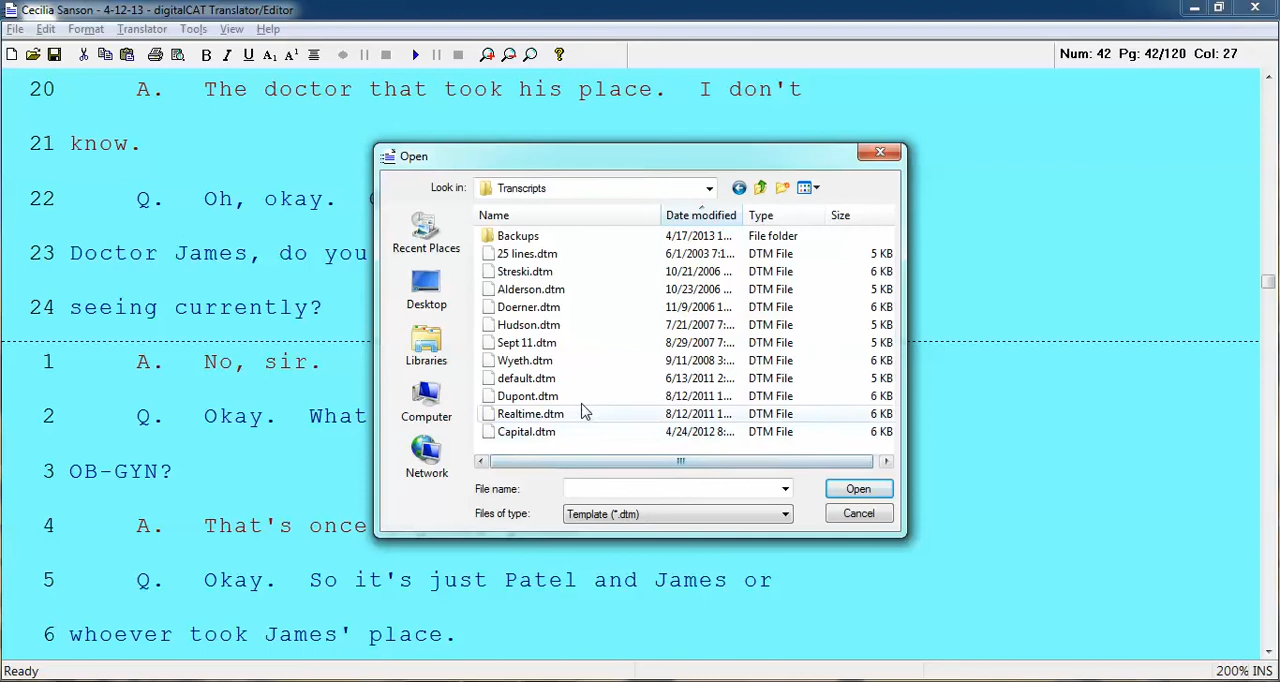 Cecilia Sanson - 4-12-13 - digitalCAT Translator/Editor
File Edit Format Translator Tools View Help
Num: 42 Pg: 42/120 Col: 27
20 A. The doctor that took his place. I don't
21 know.
22 Q. Oh, okay.
23 Doctor James, do you
24 seeing currently?
1 A. No, sir.
2 Q. Okay. What
3 OB-GYN?
4 A. That's once
5 Q. Okay. So it's just Patel and James or
6 whoever took James' place.
Open
Look in: Transcripts
Recent Places
Desktop
Libraries
Computer
Network
Name Date modified Type Size
Backups 4/17/2013 1... File folder
25 lines.dtm 6/1/2003 7:1... DTM File 5 KB
Streski.dtm 10/21/2006 ... DTM File 6 KB
Alderson.dtm 10/23/2006 ... DTM File 6 KB
Doerner.dtm 11/9/2006 1... DTM File 6 KB
Hudson.dtm 7/21/2007 7:... DTM File 5 KB
Sept 11.dtm 8/29/2007 7:... DTM File 5 KB
Wyeth.dtm 9/11/2008 3:... DTM File 6 KB
default.dtm 6/13/2011 2:... DTM File 5 KB
Dupont.dtm 8/12/2011 1... DTM File 6 KB
Realtime.dtm 8/12/2011 1... DTM File 6 KB
Capital.dtm 4/24/2012 8:... DTM File 6 KB
File name: Open
Files of type: Template (*.dtm) Cancel
Ready 200% INS